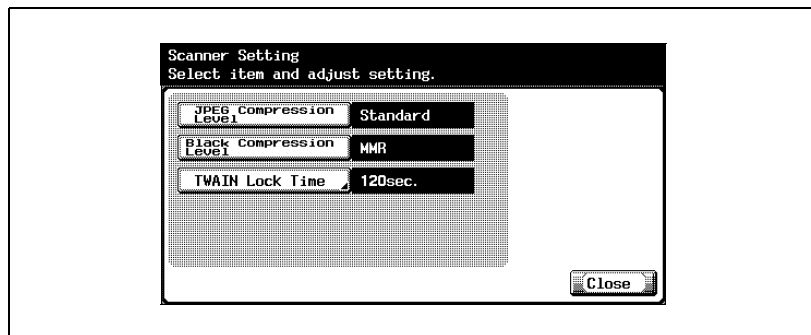 Scanner Setting
Select item and adjust setting.
JPEG Compression
Level
Standard
Black Compression
Level
MMR
TWAIN Lock Time
120sec.
Close